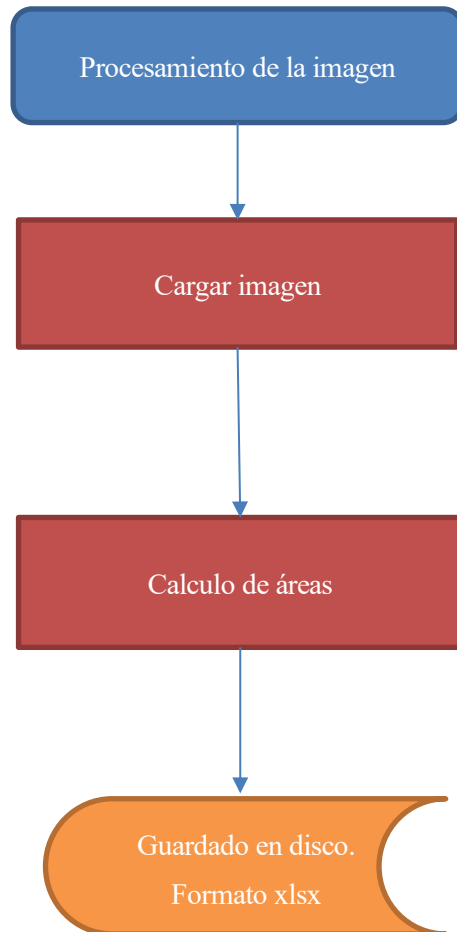 Procesamiento de la imagen
Cargar imagen
Calculo de áreas
Guardado en disco.
Formato xlsx